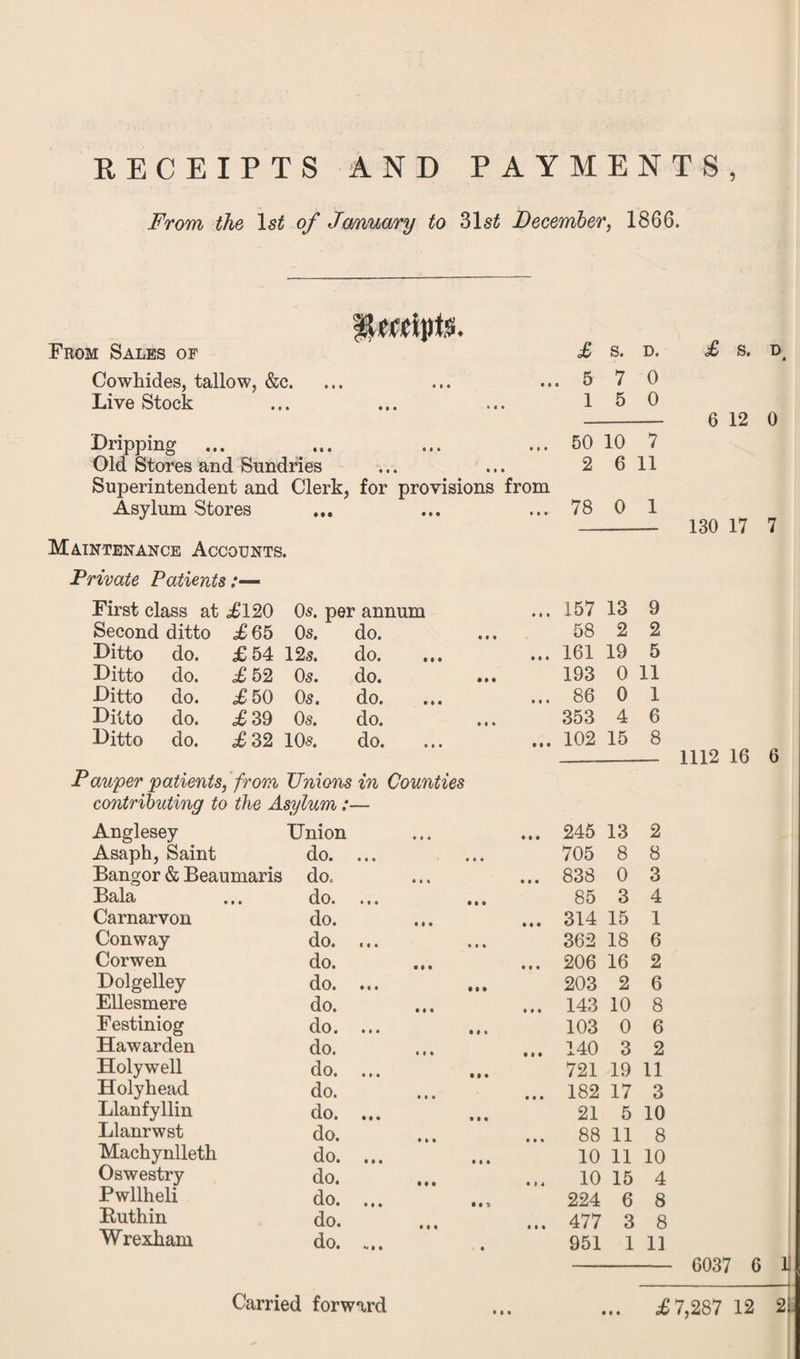 RECEIPTS AND PAYMENTS,
From the 1st of January to 31st December, 1866.
Receipts.
From Sales of £ s. d. £ s. d.
Cowhides, tallow, &c. ... ... ... 5 7 0
Live Stock ... ... ... 1 5 0
6 12 0
Dripping ... ... ... ... 50 10 7
Old Stores and Sundries ... ... 2 6 11
Superintendent and Clerk, for provisions from
Asylum Stores ... ... ... 78 0 1
130 17 7
Maintenance Accounts.
Private Patients:—
First class at £120 0s. per annum ... 157 13 9
Second ditto £65 0s. do. ... 58 2 2
Ditto do. £54 12s. do. ... ... 161 19 5
Ditto do. £52 0s. do. ... 193 0 11
Ditto do. £50 0s. do. ... ... 86 0 1
Ditto do. £39 0s. do. ... 353 4 6
Ditto do. £32 10s. do. ... ... 102 15 8
1112 16 6
Pauper patients, from Unions in Counties
contributing to the Asylum:—
Anglesey Union ... ... 245 13 2
Asaph, Saint do. ... ... 705 8 8
Bangor & Beaumaris do. ... ... 838 0 3
Bala ... do. ... ... 85 3 4
Carnarvon do. ... ... 314 15 1
Conway do. ... ... 362 18 6
Corwen do. ... ... 206 16 2
Dolgelley do. ... ... 203 2 6
Ellesmere do. ... ... 143 10 8
Festiniog do. ... ... 103 0 6
Hawarden do. ... ... 140 3 2
Holywell do. ... ... 721 19 11
Holyhead do. ... ... 182 17 3
Llanfyllin do. ... ... 21 5 10
Llanrwst do. ... ... 88 11 8
Machynlleth do. ... ... 10 11 10
Oswestry do. ... ... 10 15 4
Pwllheli do. ... ... 224 6 8
Ruthin do. ... ... 477 3 8
Wrexham do. ... . 951 1 11
6037 6 1
Carried forward ... ... £7,287 12 2